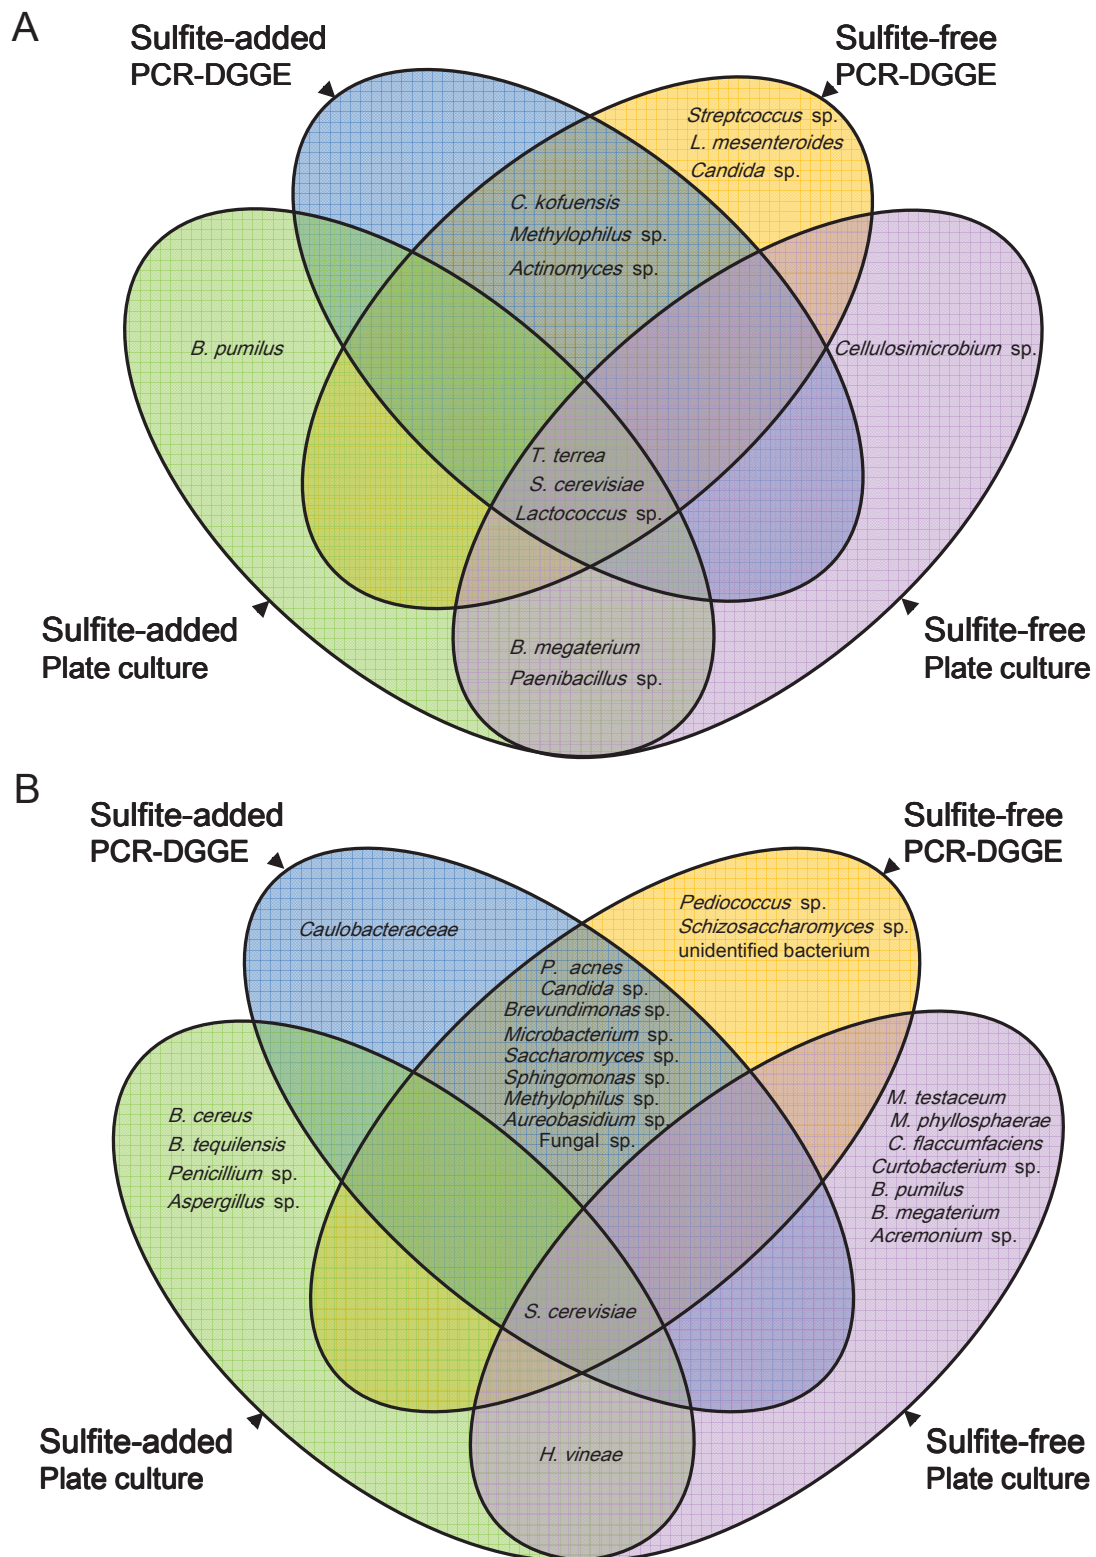 A
Sulfite-added
PCR-DGGE
Sulfite-free
PCR-DGGE
Streptcoccus sp.
L. mesenteroides
Candida sp.
C. kofuensis
Methylophilus sp.
Actinomyces sp.
B. pumilus
Cellulosimicrobium sp.
T. terrea
S. cerevisiae
Lactococcus sp.
Sulfite-added
Plate culture
Sulfite-free
Plate culture
B. megaterium
Paenibacillus sp.
B
Sulfite-added
PCR-DGGE
Sulfite-free
PCR-DGGE
Caulobacteraceae
Pediococcus sp.
Schizosaccharomyces sp.
unidentified bacterium
P. acnes
Candida sp.
Brevundimonas sp.
Microbacterium sp.
Saccharomyces sp.
Sphingomonas sp.
Methylophilus sp.
Aureobasidium sp.
Fungal sp.
B. cereus
B. tequilensis
Penicillium sp.
Aspergillus sp.
M. testaceum
M. phyllosphaerae
C. flaccumfaciens
Curtobacterium sp.
B. pumilus
B. megaterium
Acremonium sp.
S. cerevisiae
Sulfite-added
Plate culture
Sulfite-free
Plate culture
H. vineae